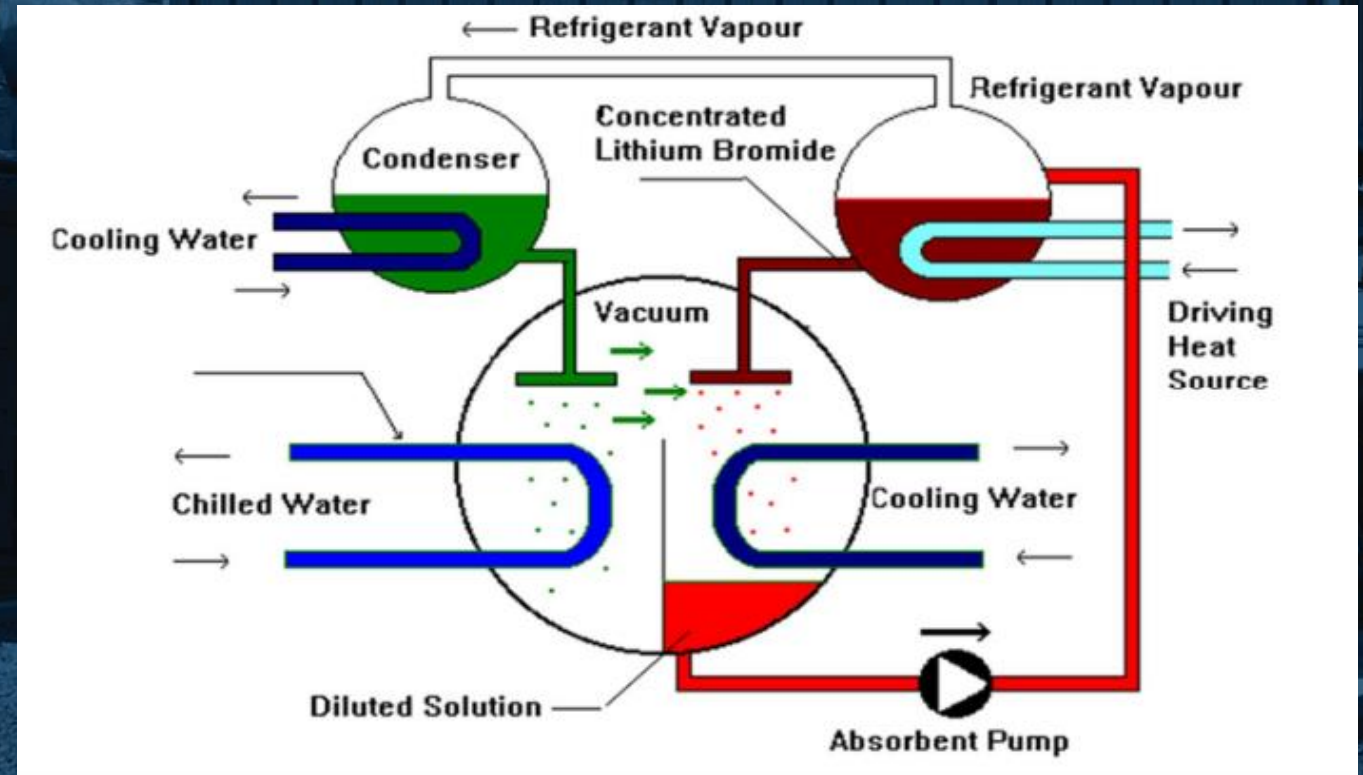 Refrigerant Vapour
Refrigerant Vapour
Concentrated
Lithium Bromide
Condenser
Cooling Water
Vacuum
Driving
Heat
Source
Chilled Water
Cooling Water
Diluted Solution
Absorbent Pump